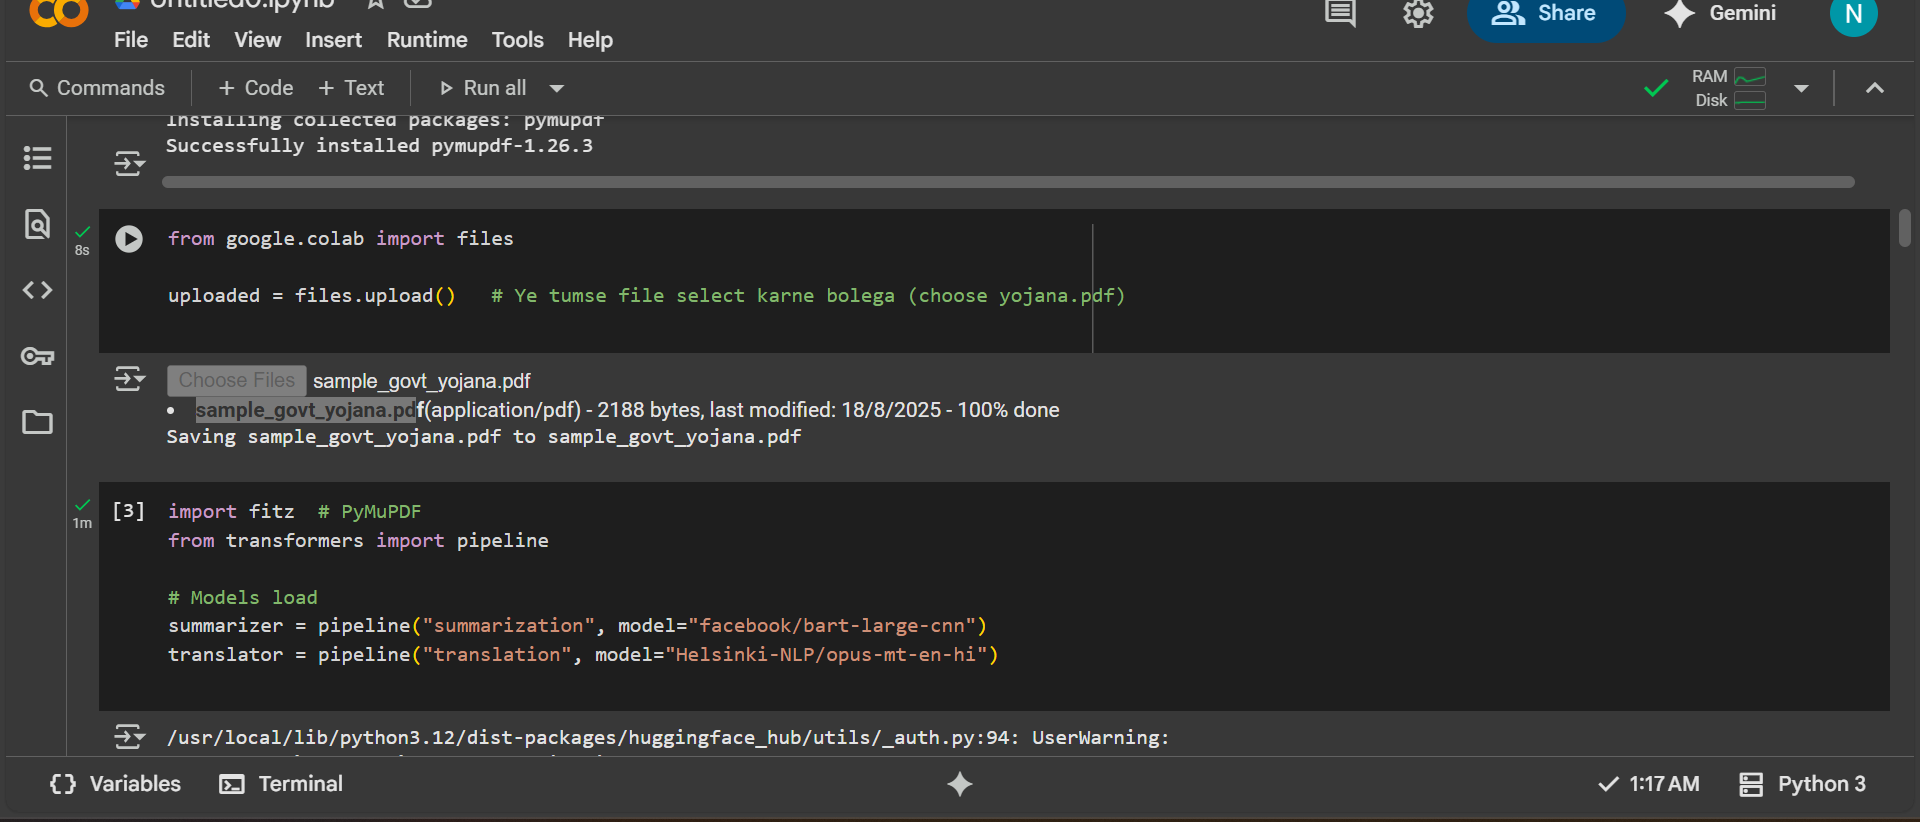 Untitled0.ipynb
Share
Gemini
N
File Edit View Insert Runtime Tools Help
Commands + Code + Text Run all
RAM
Disk
Installing collected packages: pymupdf
Successfully installed pymupdf-1.26.3
8s
from google.colab import files
uploaded = files.upload()   # Ye tumse file select karne bolega (choose yojana.pdf)
Choose Files sample_govt_yojana.pdf
• sample_govt_yojana.pdf(application/pdf) - 2188 bytes, last modified: 18/8/2025 - 100% done
Saving sample_govt_yojana.pdf to sample_govt_yojana.pdf
1m
[3] import fitz  # PyMuPDF
from transformers import pipeline
# Models load
summarizer = pipeline("summarization", model="facebook/bart-large-cnn")
translator = pipeline("translation", model="Helsinki-NLP/opus-mt-en-hi")
/usr/local/lib/python3.12/dist-packages/huggingface_hub/utils/_auth.py:94: UserWarning:
{} Variables Terminal
1:17 AM Python 3